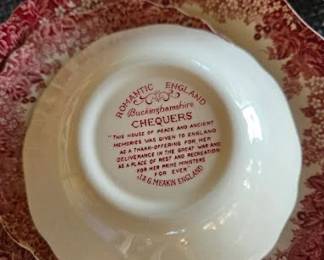 ROMANTIC ENGLAND
Buckinghamshire
CHEQUERS
"THIS HOUSE OF PEACE AND ANCIENT
MEMORIES WAS GIVEN TO ENGLAND
AS A THANK-OFFERING FOR HER
DELIVERANCE IN THE GREAT WAR AND
AS A PLACE OF REST AND RECREATION
FOR HER PRIME MINISTERS
FOR EVER"
J.&G. MEAKIN ENGLAND